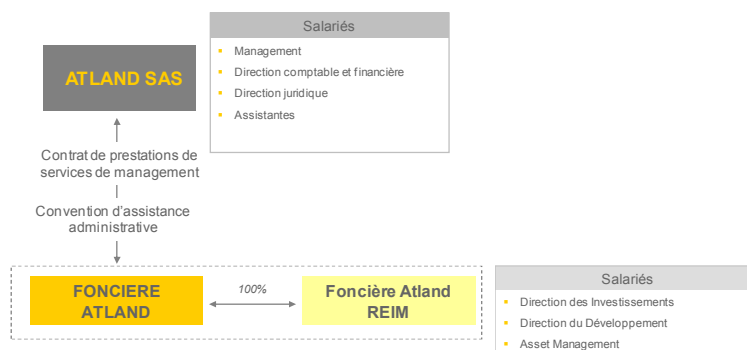 Salariés
Management
Direction comptable et financière
Direction juridique
Assistantes
ATLAND SAS
Contrat de prestations de
services de management
Convention d'assistance
administrative
FONCIERE
ATLAND
100%
Foncière Atland
REIM
Salariés
Direction des Investissements
Direction du Développement
Asset Management